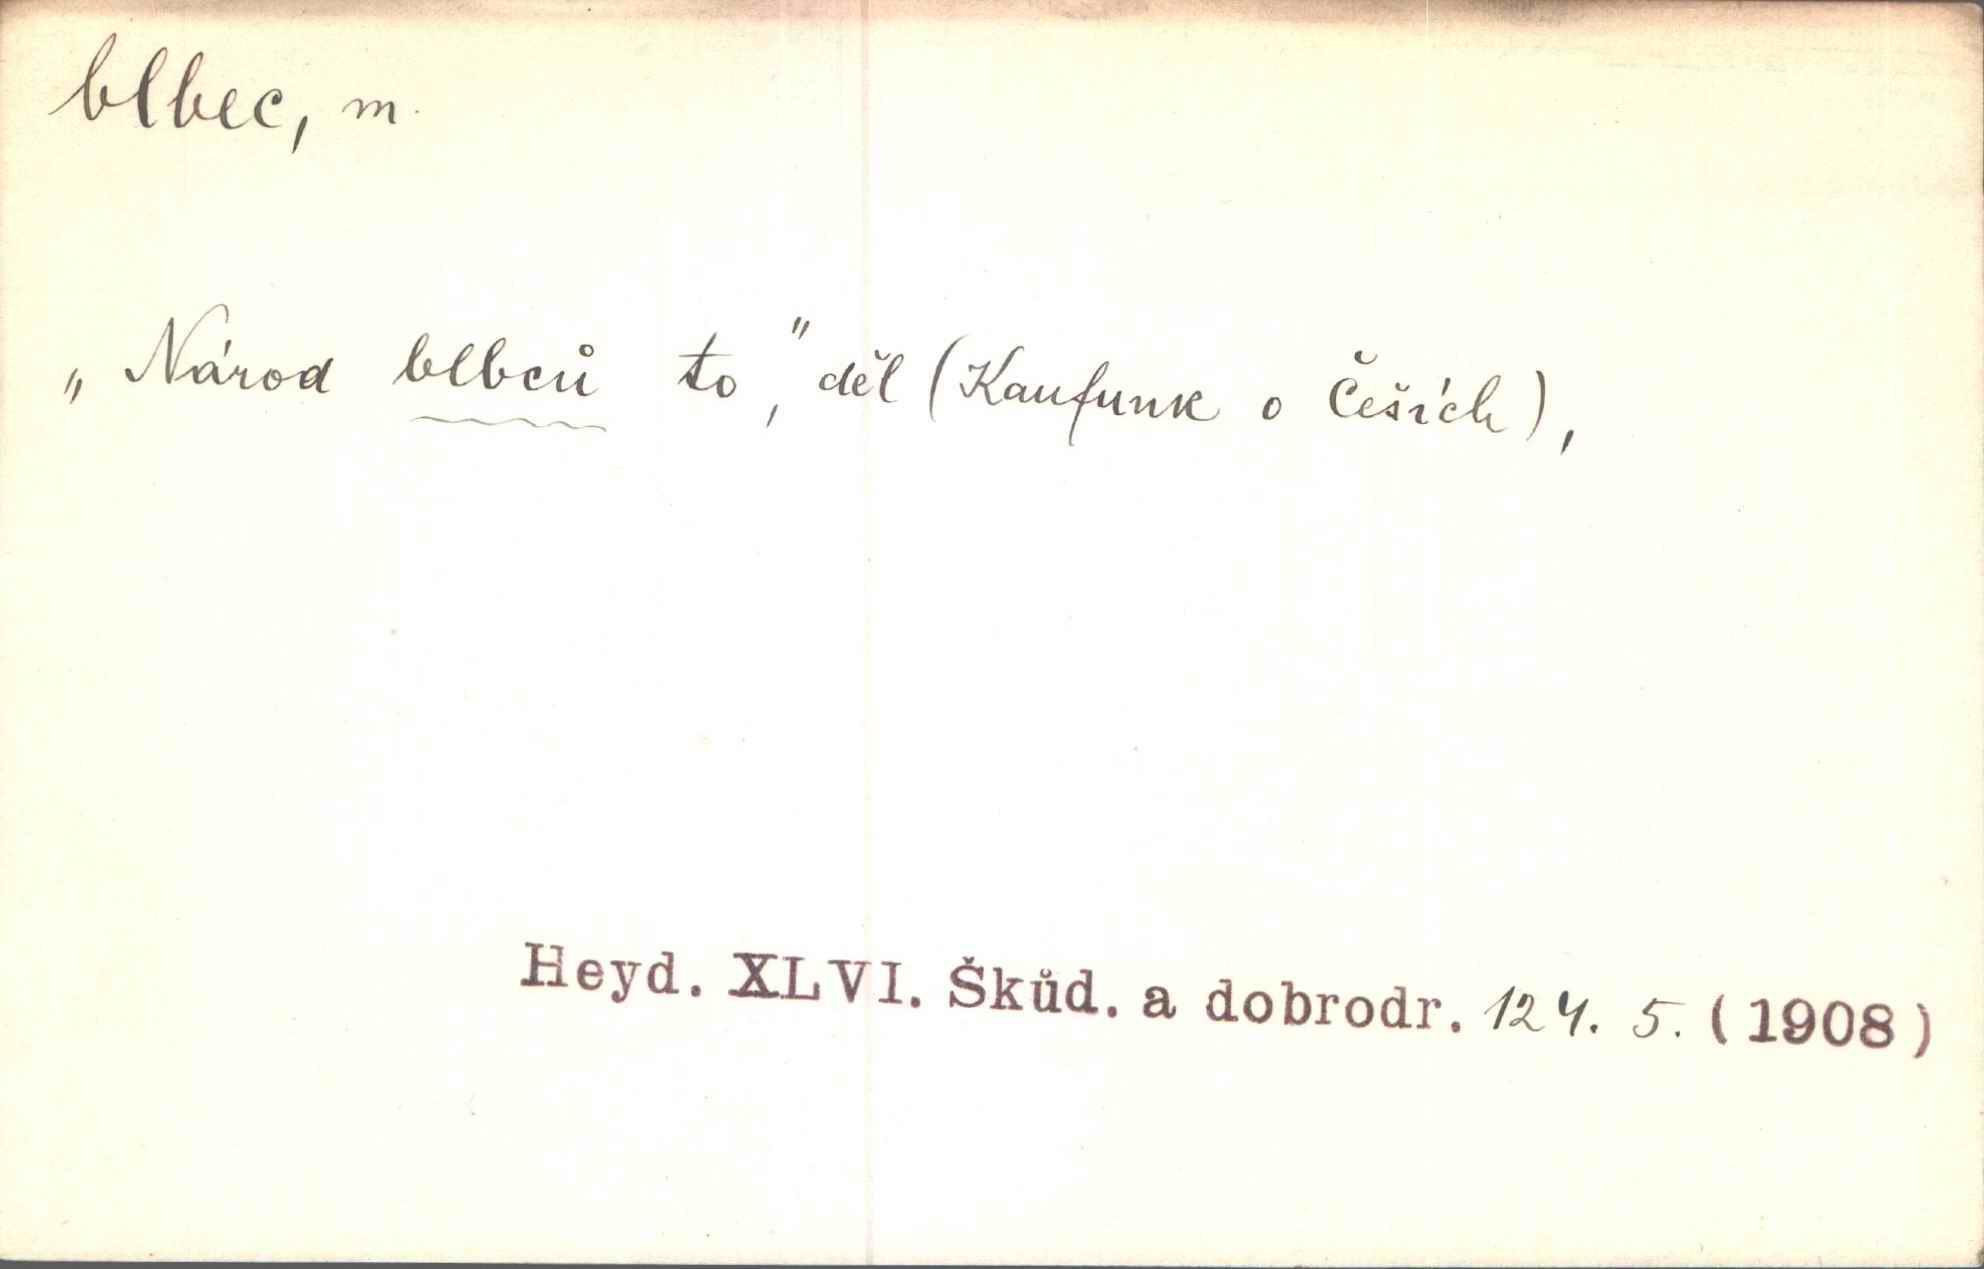 blbec, m.
„Národ blbců to," děl (Kaufunk o Češích),
Heyd. XLVI. Škůd. a dobrodr. 124. 5. (1908)